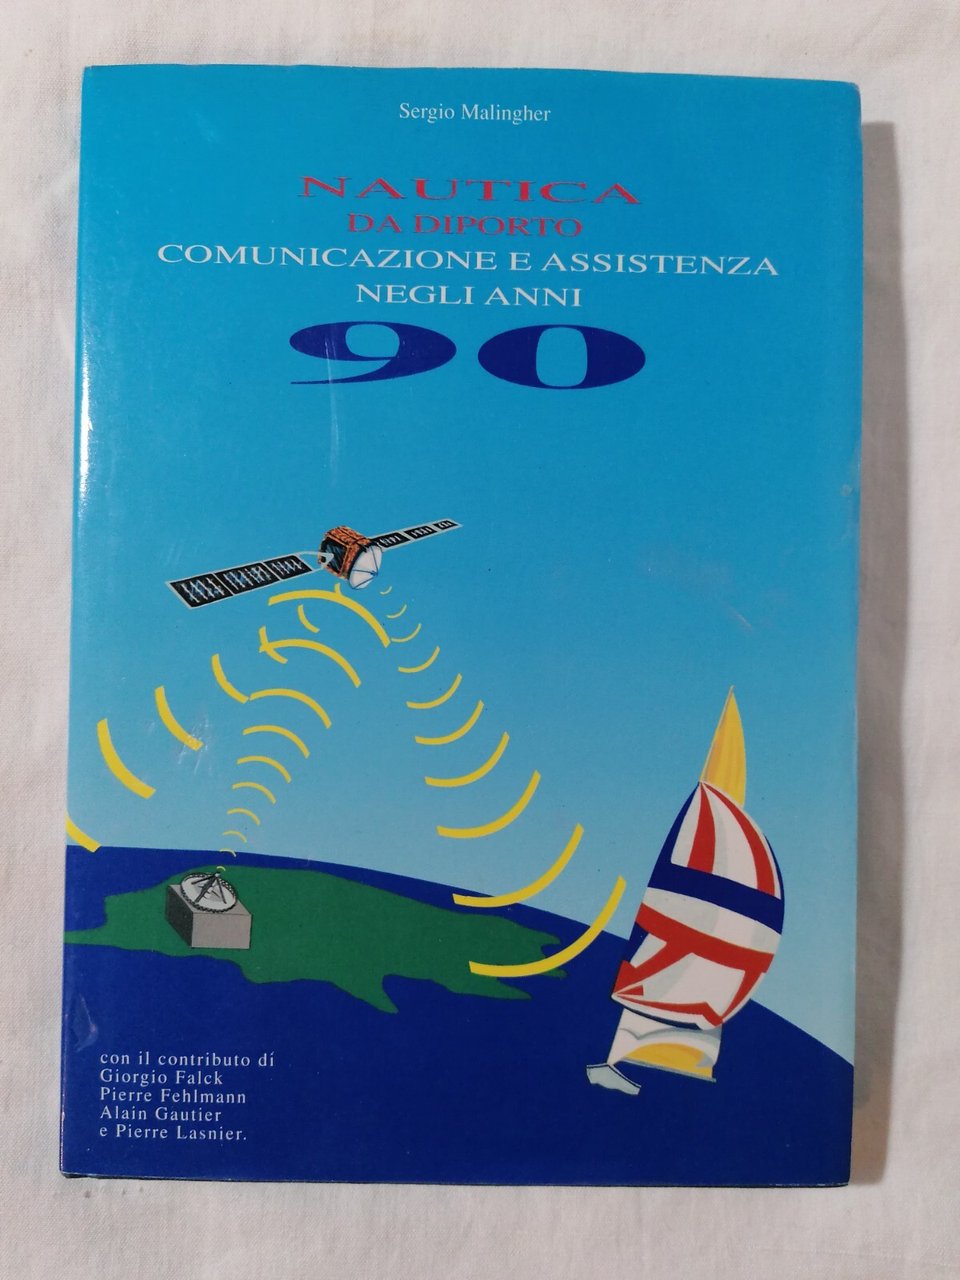 Sergio Malingher
NAUTICA
DA DIPORTO
COMUNICAZIONE E ASSISTENZA
NEGLI ANNI
90
con il contributo dí
Giorgio Falck
Pierre Fehlmann
Alain Gautier
e Pierre Lasnier.